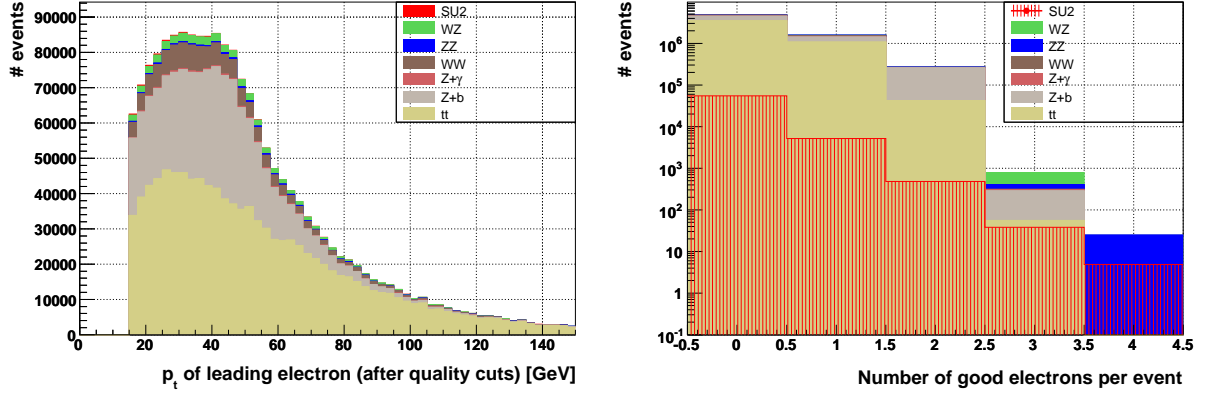 # events
90000
80000
70000
60000
50000
40000
30000
20000
10000
0
0 20 40 60 80 100 120 140
p_t of leading electron (after quality cuts) [GeV]
SU2
WZ
ZZ
WW
Z+γ
Z+b
tt
# events
10^6
10^5
10^4
10^3
10^2
10
1
10^-1
-0.5 0 0.5 1 1.5 2 2.5 3 3.5 4 4.5
Number of good electrons per event
SU2
WZ
ZZ
WW
Z+γ
Z+b
tt